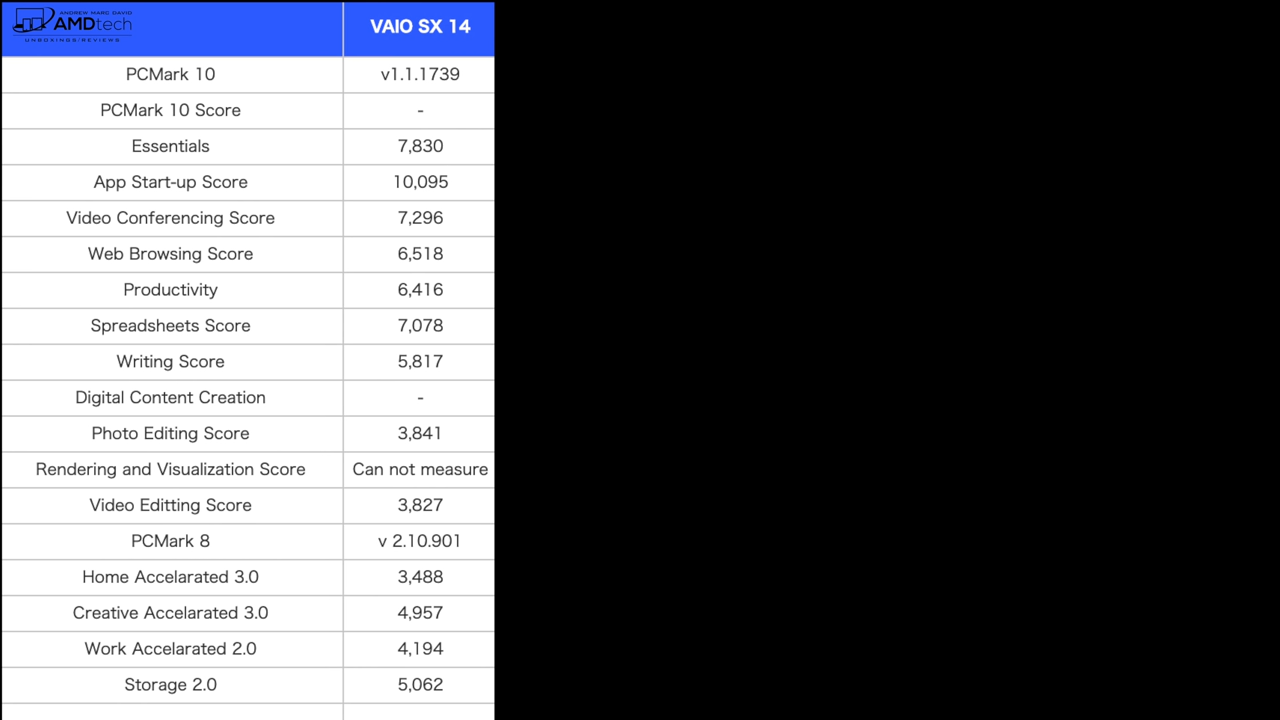 ANDREW MARC DAVID
AMDtech
UNBOXINGS/REVIEWS
VAIO SX 14
PCMark 10 v1.1.1739
PCMark 10 Score -
Essentials 7,830
App Start-up Score 10,095
Video Conferencing Score 7,296
Web Browsing Score 6,518
Productivity 6,416
Spreadsheets Score 7,078
Writing Score 5,817
Digital Content Creation -
Photo Editing Score 3,841
Rendering and Visualization Score Can not measure
Video Editting Score 3,827
PCMark 8 v 2.10.901
Home Accelarated 3.0 3,488
Creative Accelarated 3.0 4,957
Work Accelarated 2.0 4,194
Storage 2.0 5,062